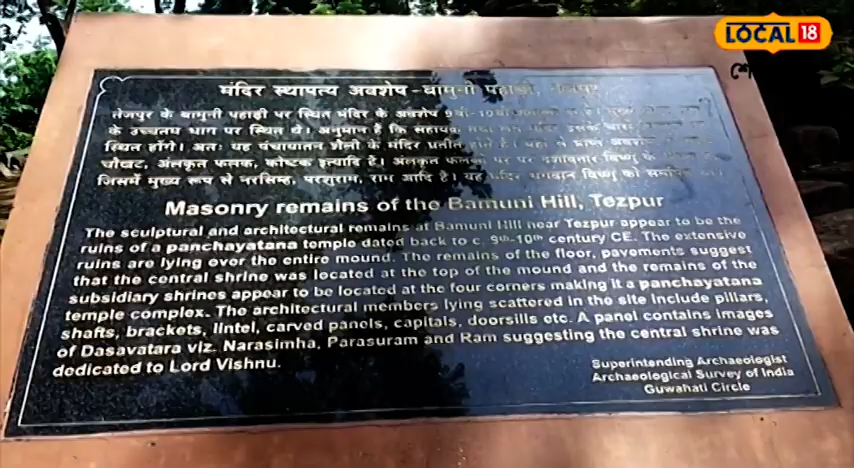 LOCAL 18
मंदिर स्थापत्य अवशेष - बामुनी पहाड़ी, तेजपुर
तेजपुर के बामुनी पहाड़ी पर स्थित मंदिर के अवशेष 9वीं-10वीं
के उच्चतम भाग पर स्थित थे। अनुमान है कि सहायक
स्थित होंगे। अतः यह पंचायतन शैली के मंदिर प्रतीत होते हैं।
चौखट, अलंकृत फलक, कोष्टक इत्यादि है। अलंकृत फलक पर दशावतार विष्णु के
जिसमें मुख्य रूप से नरसिम्ह, परशुराम, राम आदि है। यह मंदिर भगवान विष्णु को
Masonry remains of the Bamuni Hill, Tezpur
The sculptural and architectural remains at Bamuni Hill near Tezpur appear to be the
ruins of a panchayatana temple dated back to c. 9th-10th century CE. The extensive
ruins are lying over the entire mound. The remains of the floor, pavements suggest
that the central shrine was located at the top of the mound and the remains of the
subsidiary shrines appear to be located at the four corners making it a panchayatana
temple complex. The architectural members lying scattered in the site include pillars,
shafts, brackets, lintel, carved panels, capitals, doorsills etc. A panel contains images
of Dasavatara viz. Narasimha, Parasuram and Ram suggesting the central shrine was
dedicated to Lord Vishnu.
Superintending Archaeologist
Archaeological Survey of India
Guwahati Circle